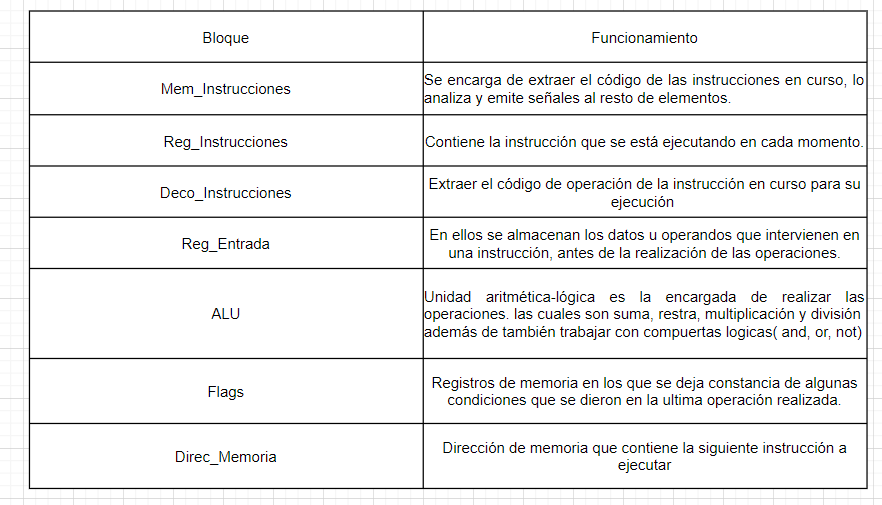 Bloque
Funcionamiento
Mem_Instrucciones
Se encarga de extraer el código de las instrucciones en curso, lo
analiza y emite señales al resto de elementos.
Reg_Instrucciones
Contiene la instrucción que se está ejecutando en cada momento.
Deco_Instrucciones
Extraer el código de operación de la instrucción en curso para su
ejecución
Reg_Entrada
En ellos se almacenan los datos u operandos que intervienen en
una instrucción, antes de la realización de las operaciones.
ALU
Unidad aritmética-lógica es la encargada de realizar las
operaciones. las cuales son suma, restra, multiplicación y división
además de también trabajar con compuertas logicas( and, or, not)
Flags
Registros de memoria en los que se deja constancia de algunas
condiciones que se dieron en la ultima operación realizada.
Direc_Memoria
Dirección de memoria que contiene la siguiente instrucción a
ejecutar